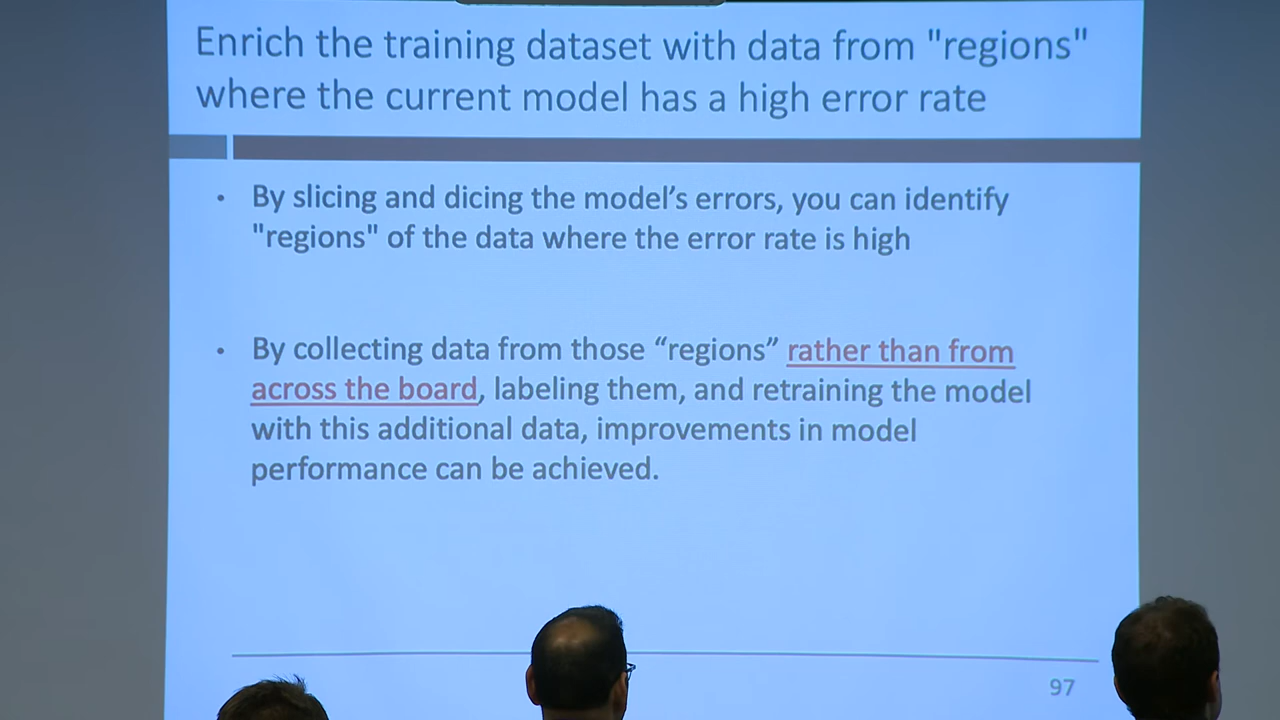 Enrich the training dataset with data from "regions"
where the current model has a high error rate
• By slicing and dicing the model’s errors, you can identify
"regions" of the data where the error rate is high
• By collecting data from those “regions” rather than from
across the board, labeling them, and retraining the model
with this additional data, improvements in model
performance can be achieved.
97